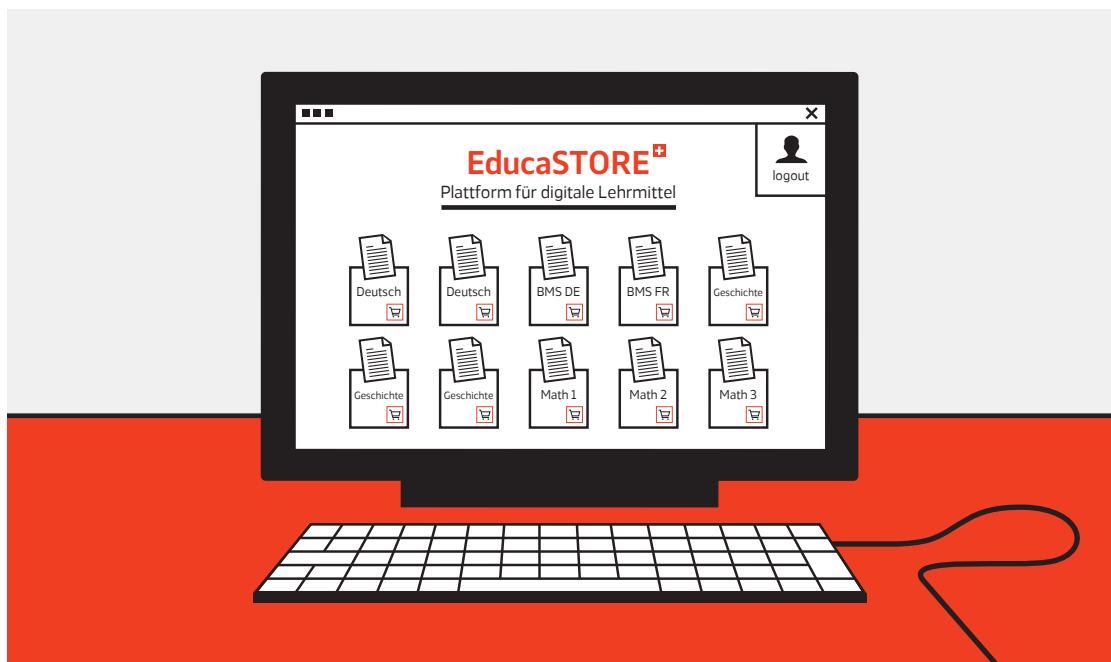 EducaSTORE
Plattform für digitale Lehrmittel
logout
Deutsch
Deutsch
BMS DE
BMS FR
Geschichte
Geschichte
Geschichte
Math 1
Math 2
Math 3